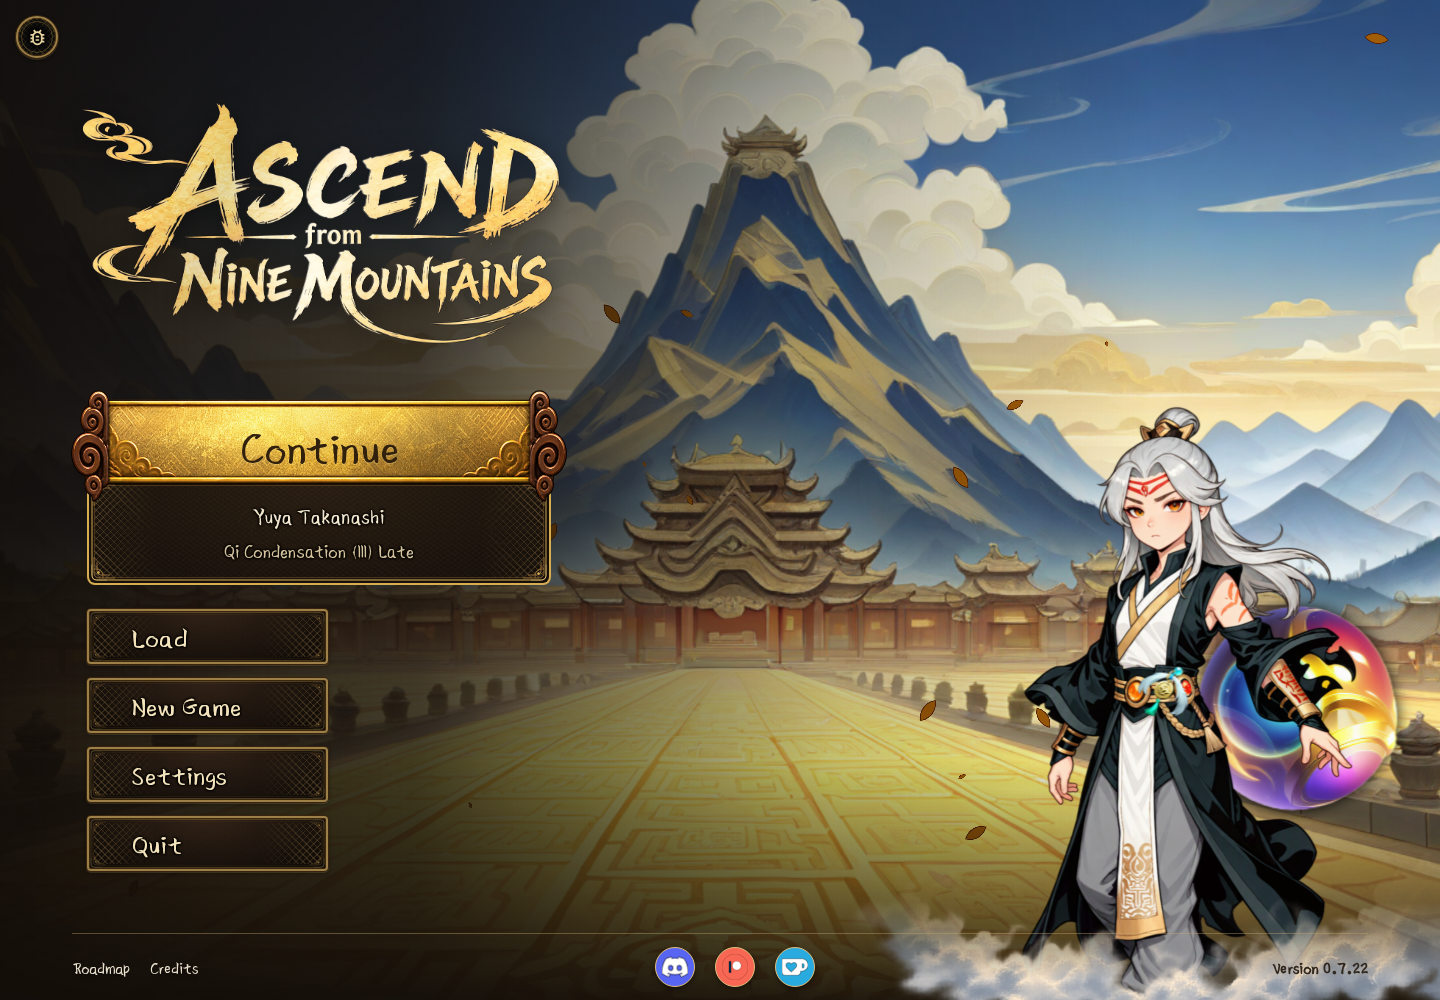 ASCEND
from
NINE MOUNTAINS
Continue
Yuya Takanashi
Qi Condensation (III) Late
Load
New Game
Settings
Quit
Roadmap Credits
Version 0.7.22